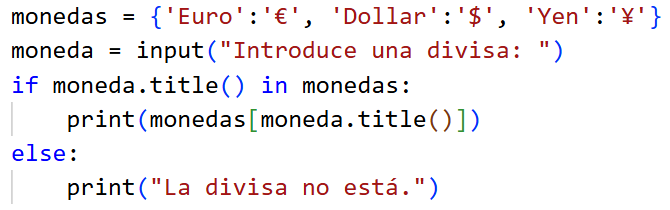 monedas = {'Euro':'€', 'Dollar':'$', 'Yen':'¥'}
moneda = input("Introduce una divisa: ")
if moneda.title() in monedas:
    print(monedas[moneda.title()])
else:
    print("La divisa no está.")